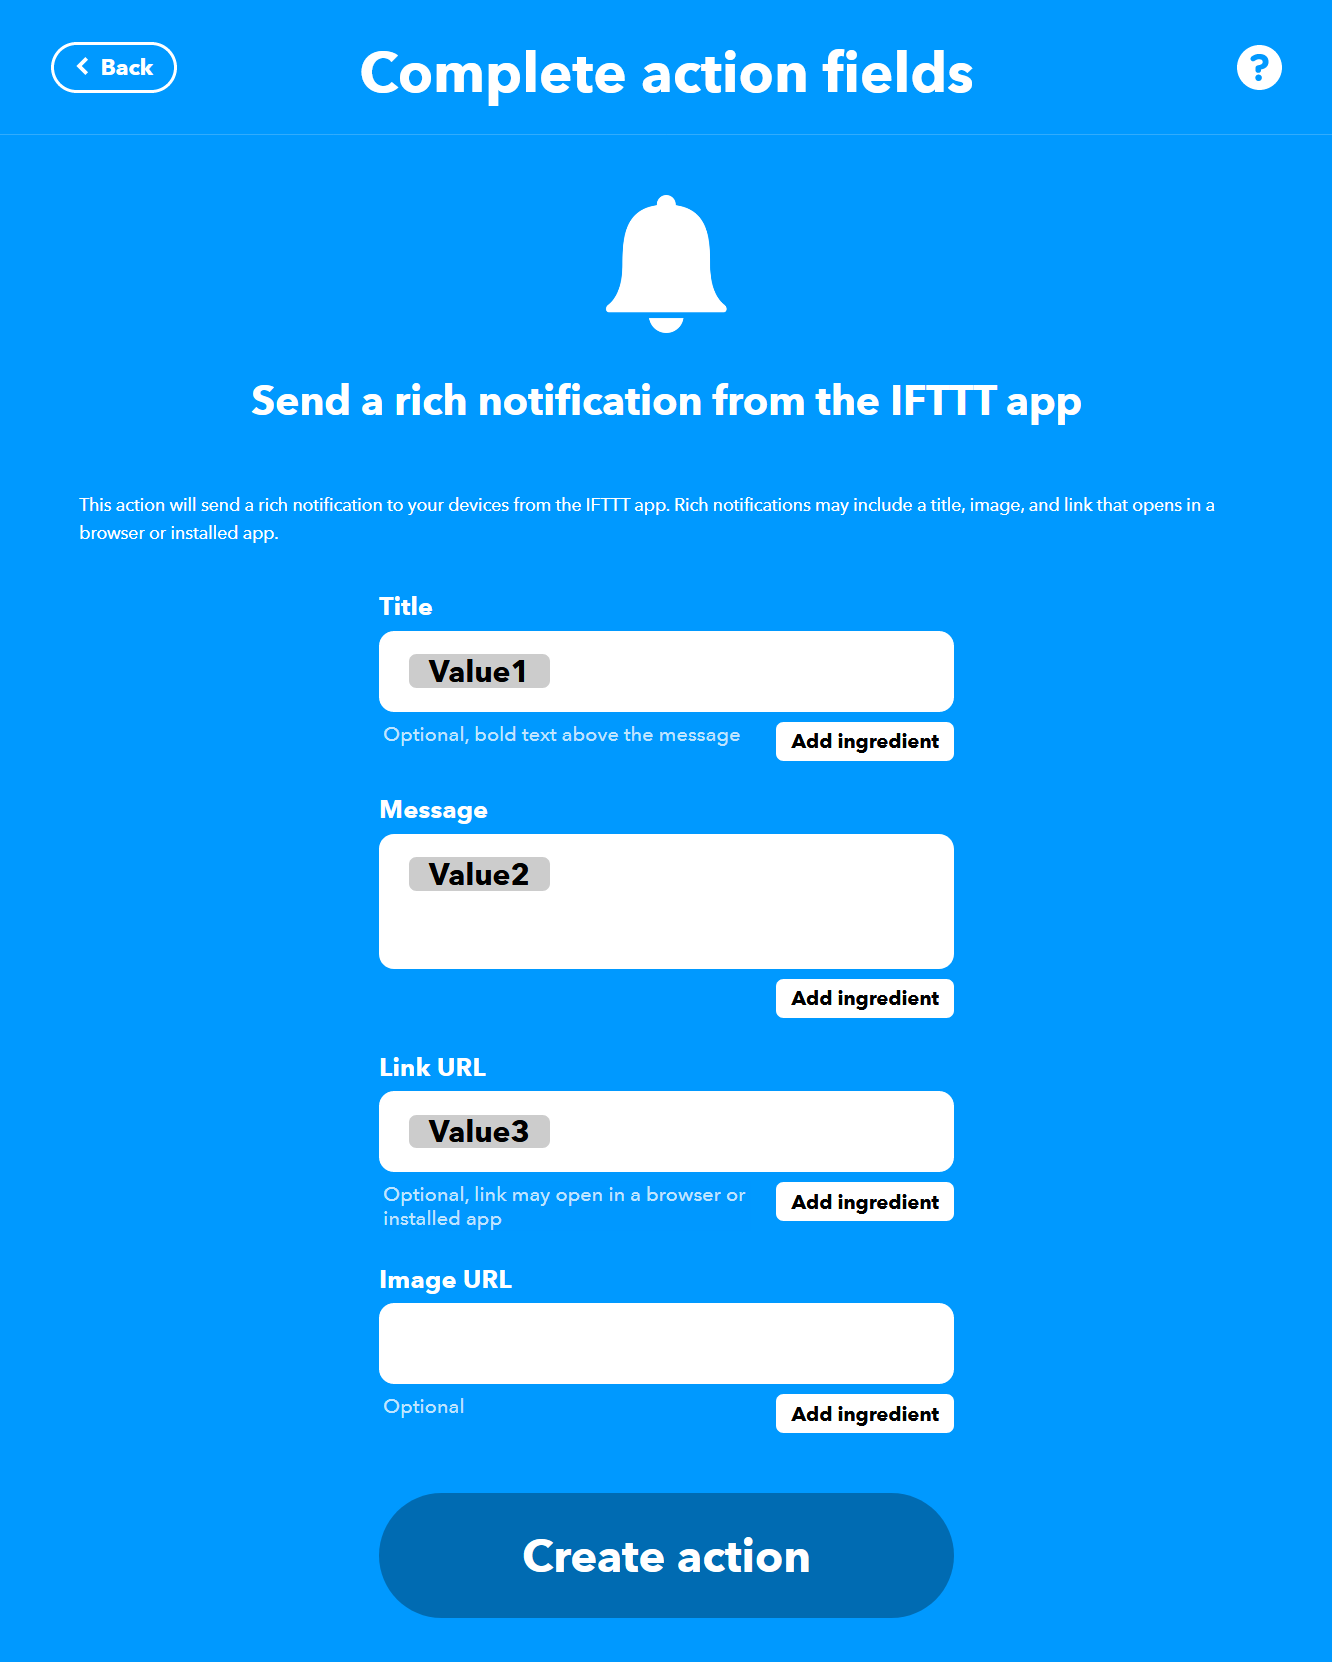 Back
Complete action fields
?
Send a rich notification from the IFTTT app
This action will send a rich notification to your devices from the IFTTT app. Rich notifications may include a title, image, and link that opens in a
browser or installed app.
Title
Value1
Optional, bold text above the message
Add ingredient
Message
Value2
Add ingredient
Link URL
Value3
Optional, link may open in a browser or
installed app
Add ingredient
Image URL
Optional
Add ingredient
Create action